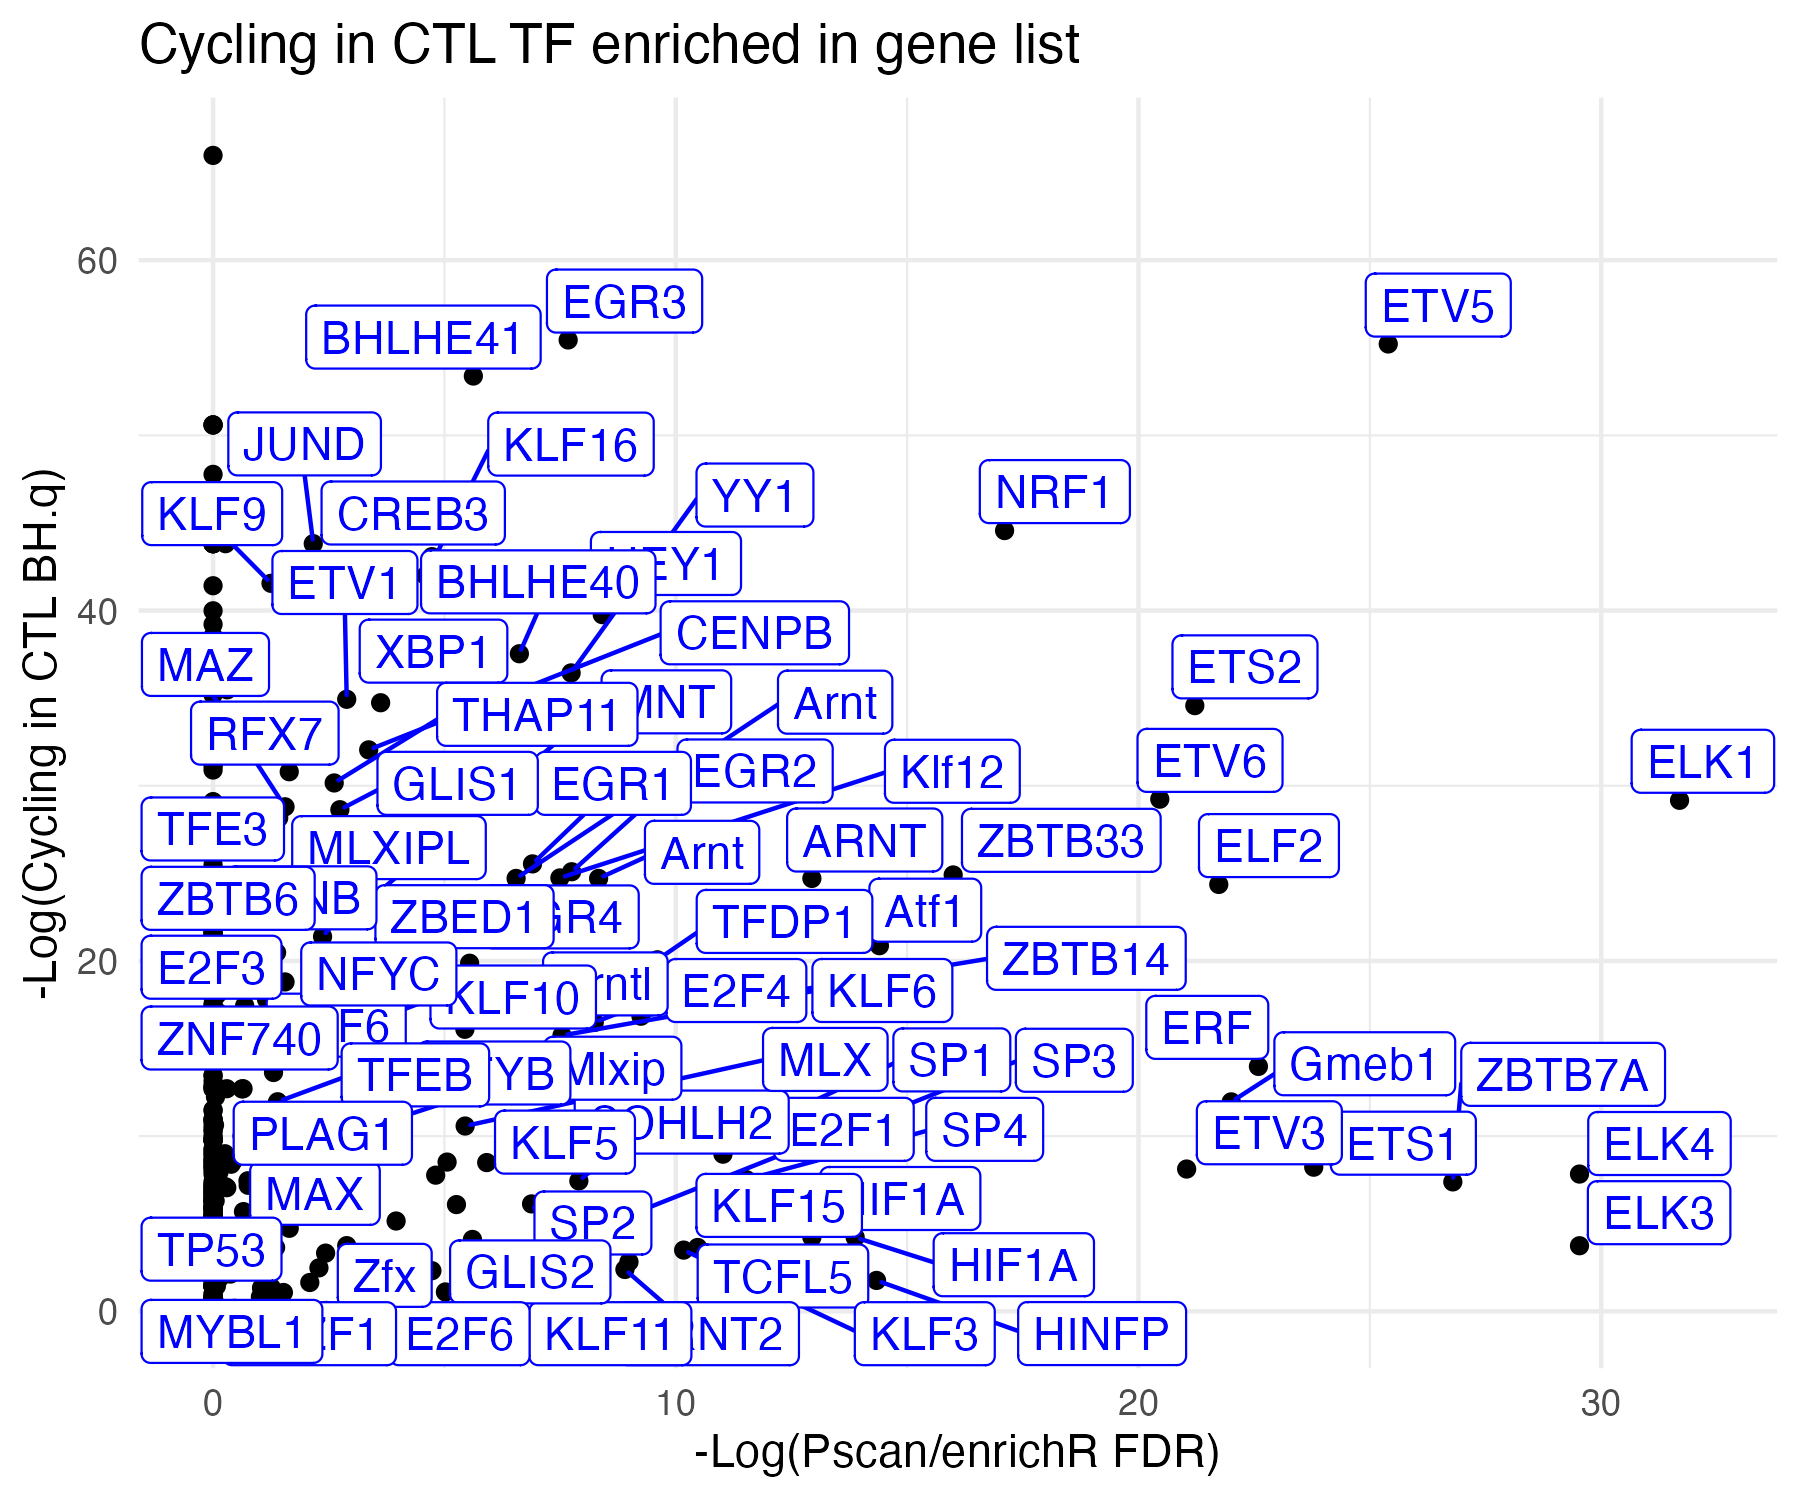 Cycling in CTL TF enriched in gene list
-Log(Cycling in CTL BH.q)
60
40
20
0
EGR3
ETV5
BHLHE41
JUND
KLF16
YY1
NRF1
KLF9
CREB3
EY1
ETV1
BHLHE40
CENPB
XBP1
MAZ
ETS2
THAP11
MNT
Arnt
RFX7
ETV6
ELK1
GLIS1
EGR1
EGR2
Klf12
TFE3
MLXIPL
Arnt
ARNT
ZBTB33
ELF2
ZBTB6
NB
ZBED1
GR4
TFDP1
Atf1
E2F3
NFYC
ZBTB14
KLF10
rntl
E2F4
KLF6
ZNF740
F6
ERF
TFEB
YB
Mlxip
MLX
SP1
SP3
Gmeb1
ZBTB7A
PLAG1
KLF5
OHLH2
E2F1
SP4
ETV3
ETS1
ELK4
MAX
SP2
KLF15
IF1A
ELK3
TP53
Zfx
GLIS2
TCFL5
HIF1A
MYBL1
F1
E2F6
KLF11
NT2
KLF3
HINFP
0
10
20
30
-Log(Pscan/enrichR FDR)